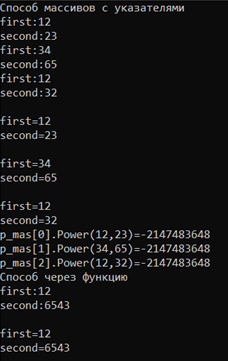 Способ массивов с указателями
first:12
second:23
first:34
second:65
first:12
second:32
first=12
second=23
first=34
second=65
first=12
second=32
p_mas[0].Power(12,23)=-2147483648
p_mas[1].Power(34,65)=-2147483648
p_mas[2].Power(12,32)=-2147483648
Способ через функцию
first:12
second:6543
first=12
second=6543